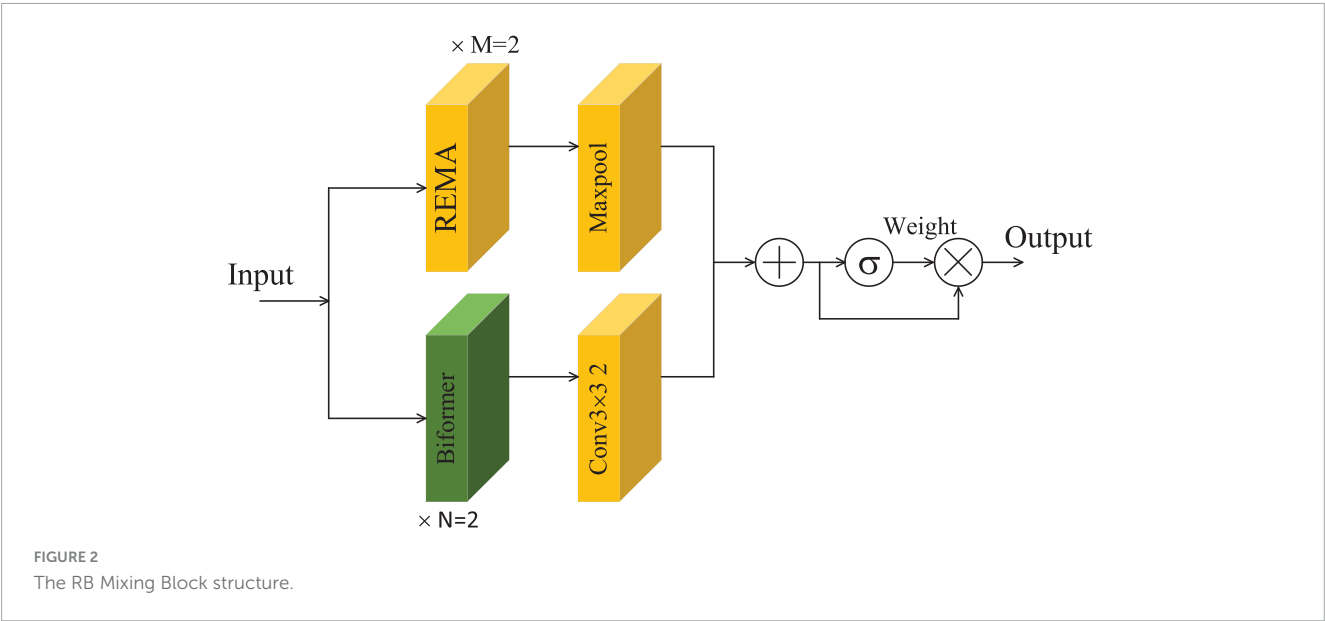 × M=2
REMA
Maxpool
Input
Weight
σ
Output
Biformer
Conv3×3 2
× N=2
FIGURE 2
The RB Mixing Block structure.